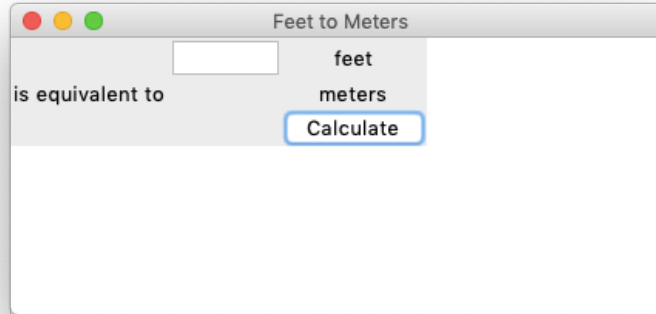 Feet to Meters
feet
is equivalent to meters
Calculate